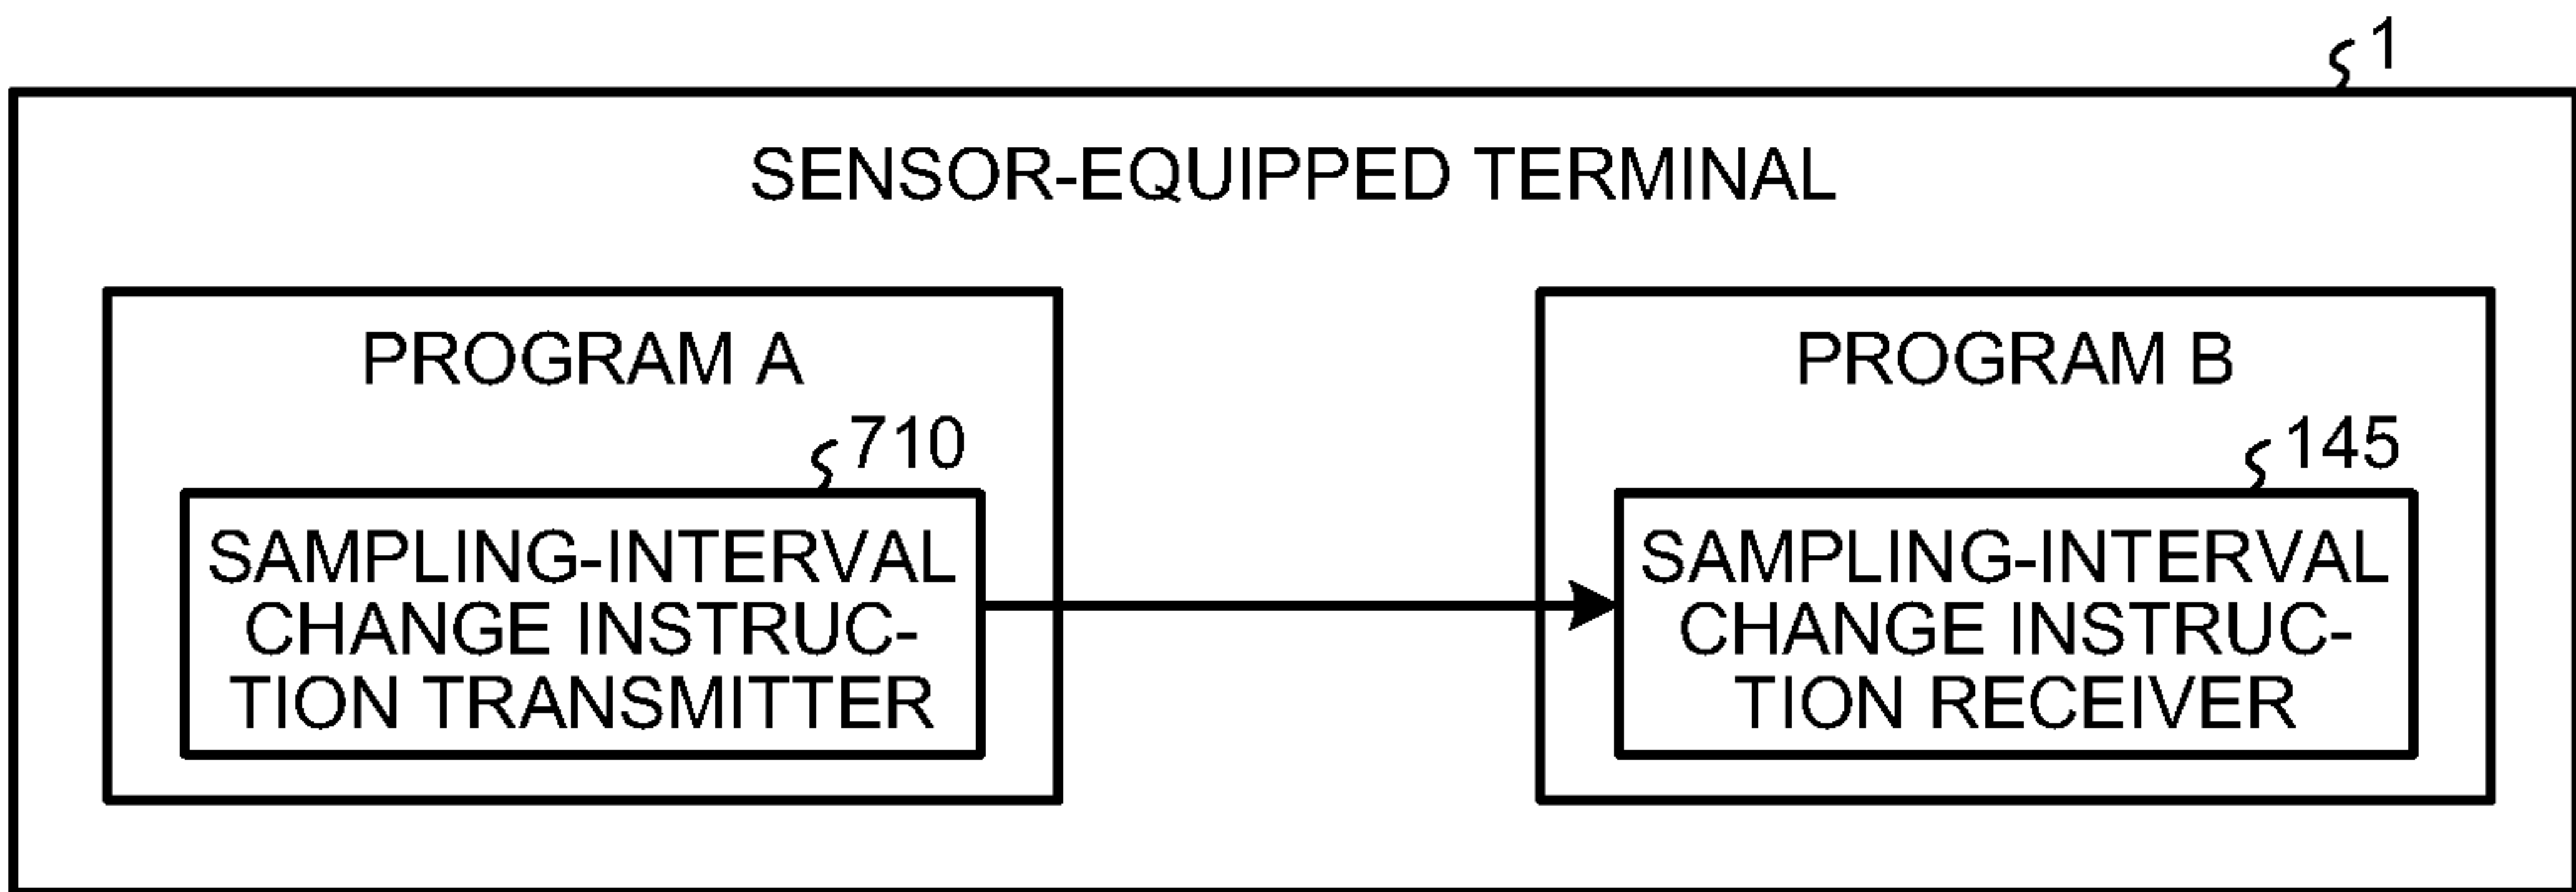 1
SENSOR-EQUIPPED TERMINAL
PROGRAM A
710
SAMPLING-INTERVAL
CHANGE INSTRUC-
TION TRANSMITTER
PROGRAM B
145
SAMPLING-INTERVAL
CHANGE INSTRUC-
TION RECEIVER